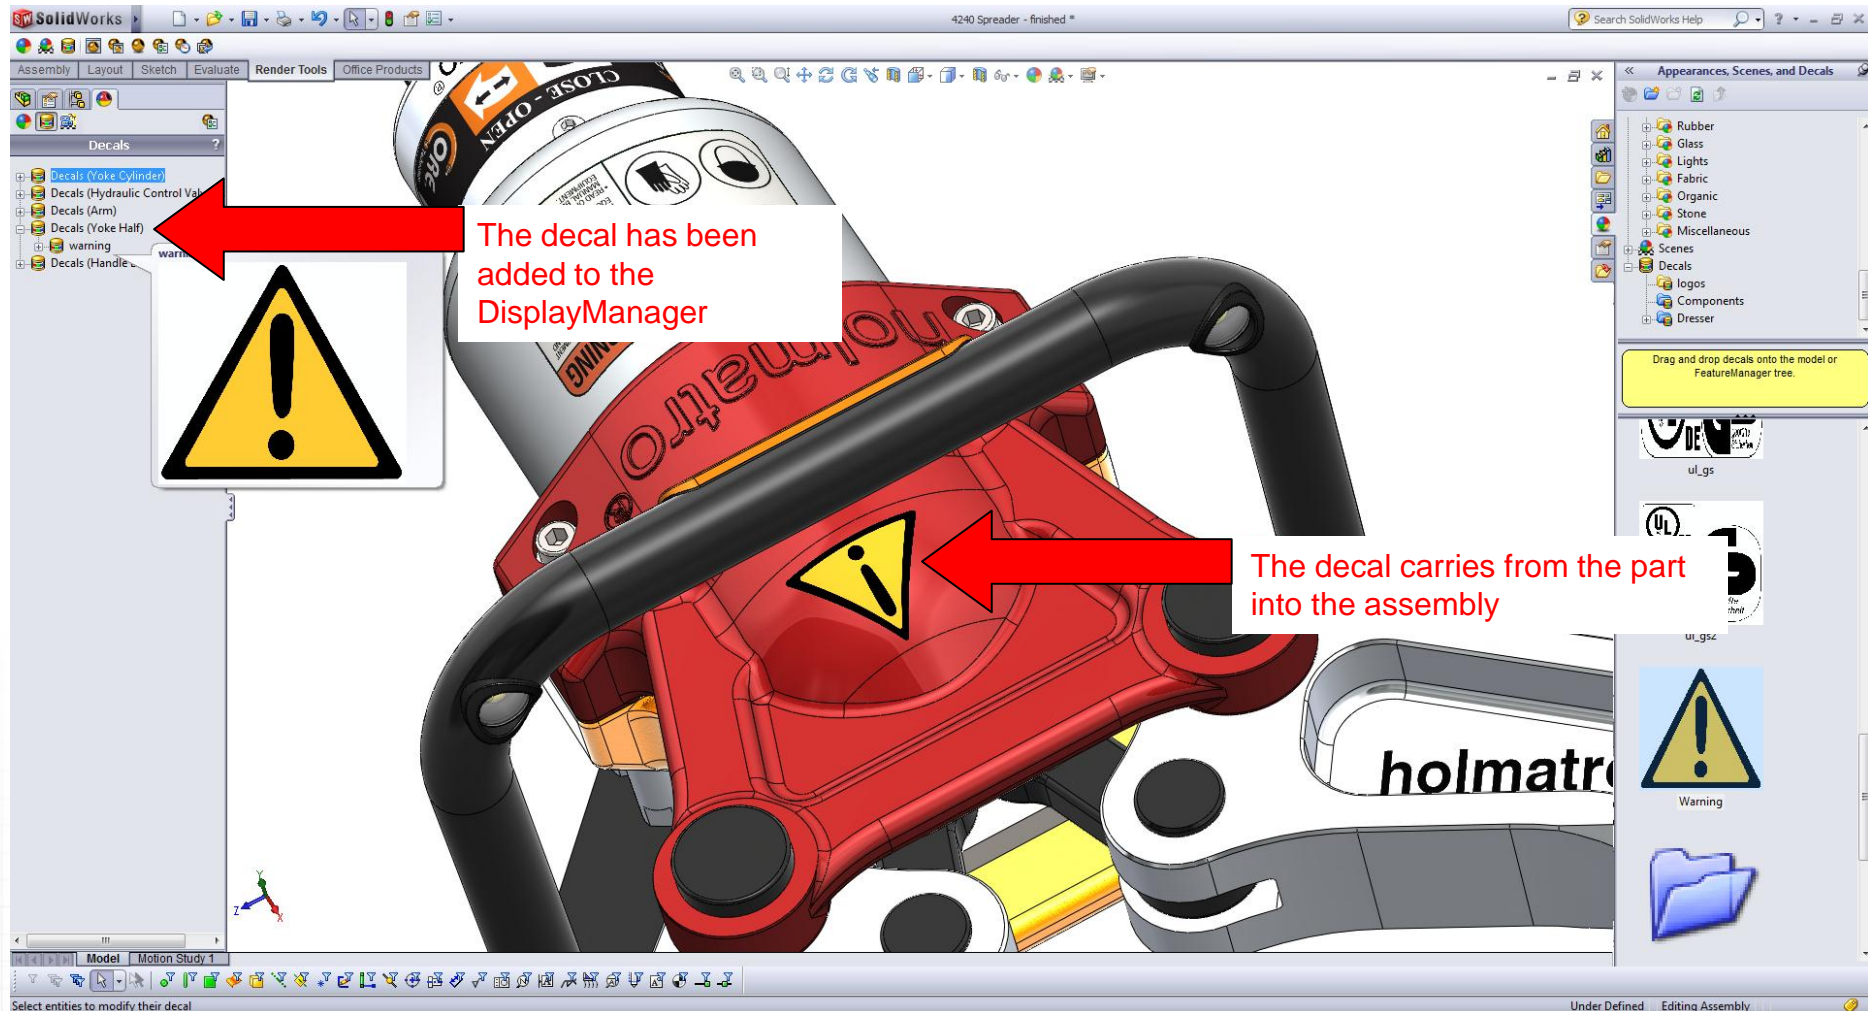 SolidWorks
4240 Spreader - finished *
Search SolidWorks Help
Assembly
Layout
Sketch
Evaluate
Render Tools
Office Products
Decals
?
Decals (Yoke Cylinder)
Decals (Hydraulic Control Val
Decals (Arm)
Decals (Yoke Half)
warning
Decals (Handle
The decal has been
added to the
DisplayManager
CLOSE - OPEN
ORE
holmatro
The decal carries from the part
into the assembly
holmatr
Appearances, Scenes, and Decals
Rubber
Glass
Lights
Fabric
Organic
Stone
Miscellaneous
Scenes
Decals
logos
Components
Dresser
Drag and drop decals onto the model or
FeatureManager tree.
DE
ul_gs
UL
ul_gs2
Warning
Y
Z
X
Model
Motion Study 1
Select entities to modify their decal
Under Defined
Editing Assembly